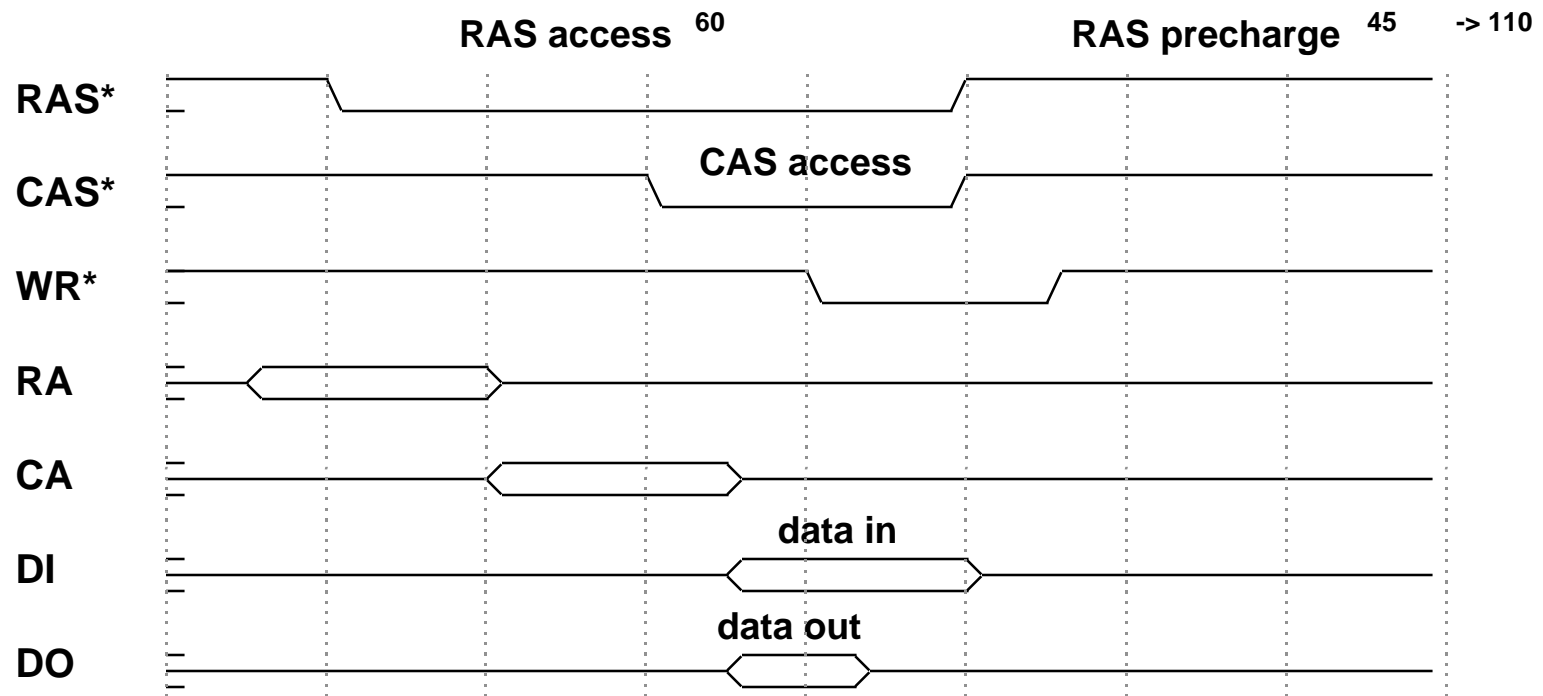 RAS access 60 RAS precharge 45 -> 110
RAS*
CAS access
CAS*
WR*
RA
CA
data in
DI
data out
DO